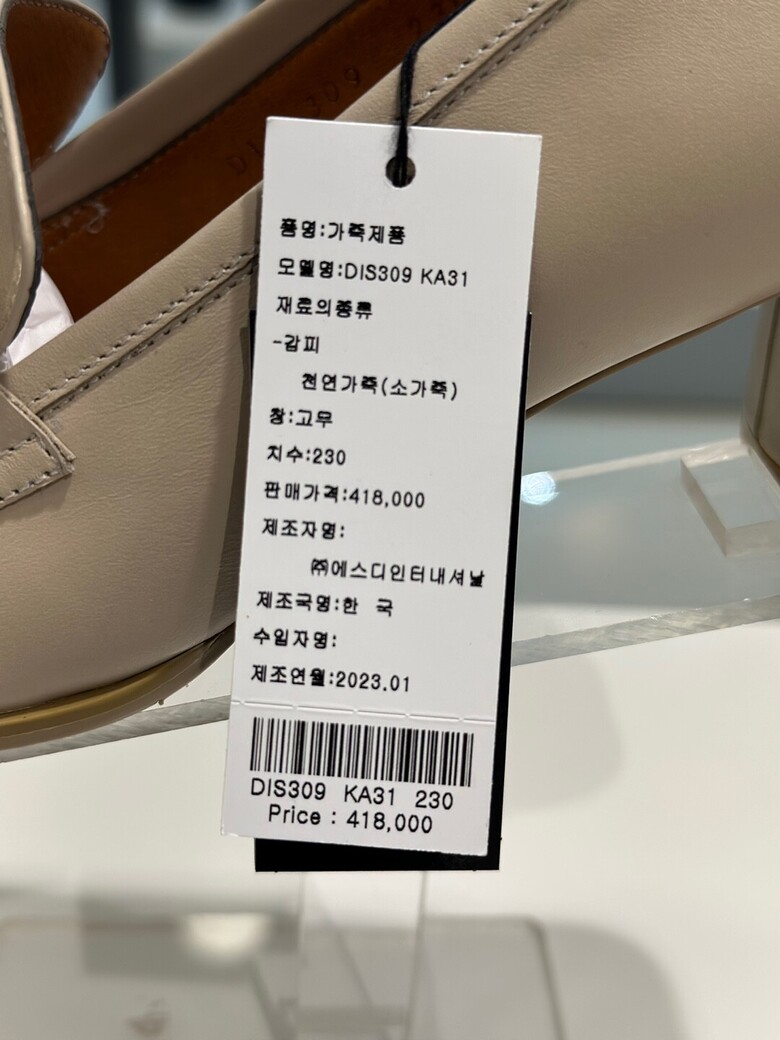 품명:가죽제품
모델명:DIS309 KA31
재료의종류
-감피
천연가죽(소가죽)
창:고무
치수:230
판매가격:418,000
제조자명:
㈜에스디인터내셔날
제조국명:한 국
수입자명:
제조연월:2023.01
DIS309 KA31 230
Price : 418,000